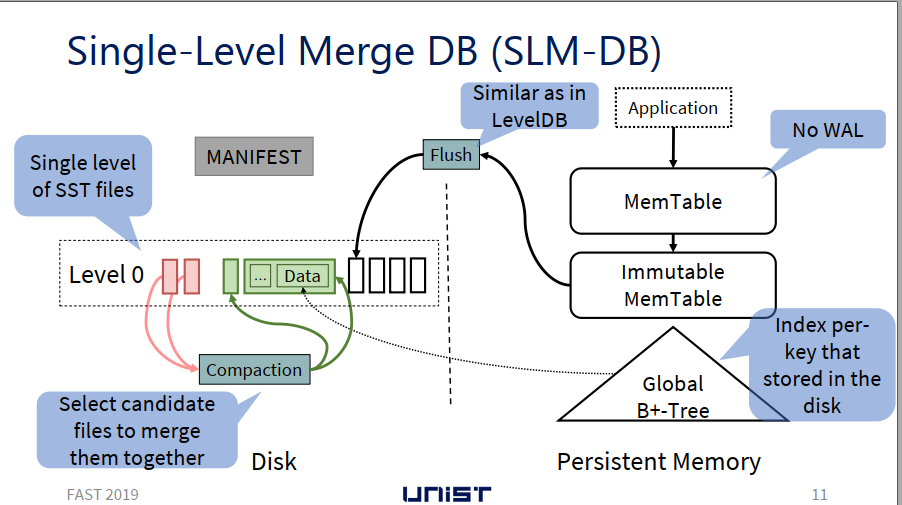 Single-Level Merge DB (SLM-DB)
Similar as in
LevelDB
Application
No WAL
MANIFEST
Flush
Single level
of SST files
MemTable
Level 0
...
Data
Immutable
MemTable
Index per-
key that
stored in the
disk
Compaction
Global
B+-Tree
Select candidate
files to merge
them together
Disk
Persistent Memory
FAST 2019
UNIST
11